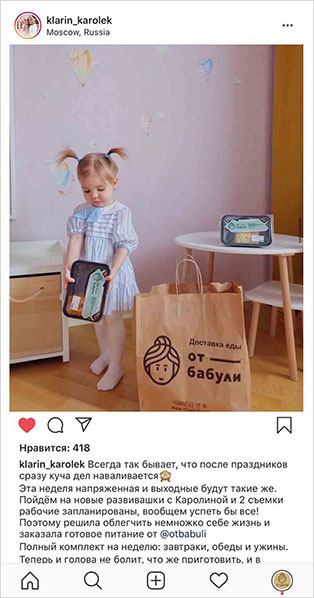 klarin_karolek
Moscow, Russia
Доставка еды
от
бабули
Нравится: 418
klarin_karolek Всегда так бывает, что после праздников
сразу куча дел наваливается🙈
Эта неделя напряженная и выходные будут такие же.
Пойдём на новые развивашки с Каролиной и 2 съемки
рабочие запланированы, вообщем успеть бы все!
Поэтому решила облегчить немножко себе жизнь и
заказала готовое питание от @otbabuli
Полный комплект на неделю: завтраки, обеды и ужины.
Теперь и голова не болит, что же приготовить, и в